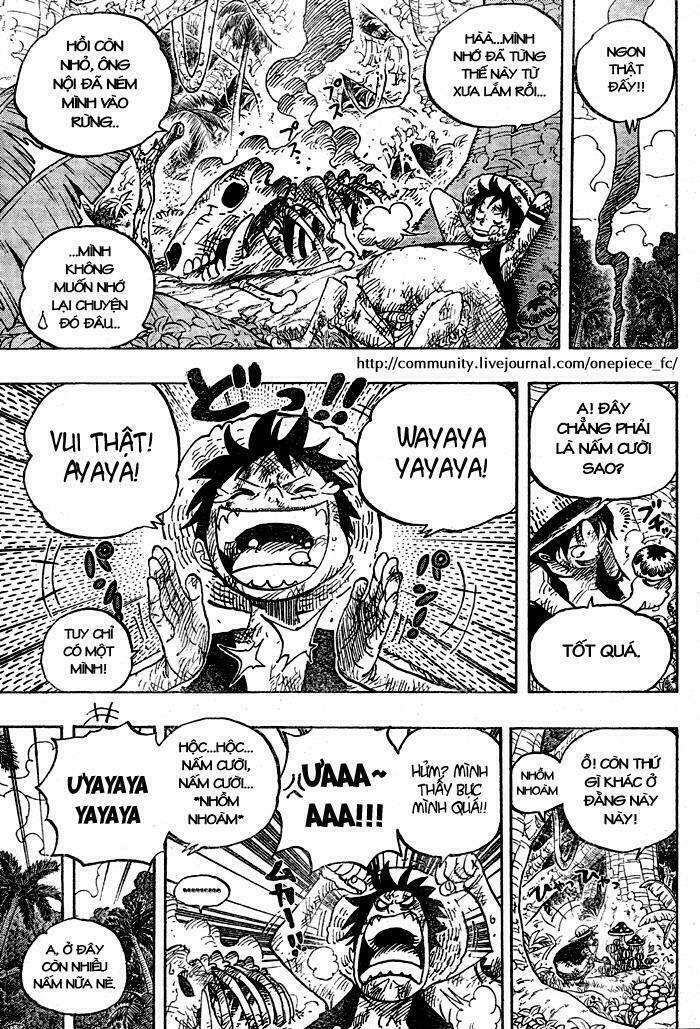 NGON
THẬT
ĐẤY!!
HÀÀ...MÌNH
NHỚ ĐÃ TỪNG
THẾ NÀY TỪ
XƯA LẮM RỒI...
HỒI CÒN
NHỎ, ÔNG
NỘI ĐÃ NÉM
MÌNH VÀO
RỪNG..
...MÌNH
KHÔNG
MUỐN NHỚ
LẠI CHUYỆN
ĐÓ ĐÂU...
http://community.livejournal.com/onepiece_fc/
A! ĐÂY
CHẲNG PHẢI
LÀ NẤM CƯỜI
SAO?
TỐT QUÁ.
どっ!!
WAYAYA
YAYAYA!
VUI THẬT!
AYAYA!
TUY CHỈ
CÓ MỘT
MÌNH!
Ồ! CÒN THỨ
GÌ KHÁC Ở
ĐẰNG NÀY
NÀY!
NHỒM
NHOÀM
HỬM? MÌNH
THẤY BỰC
MÌNH QUÁ!!
ƯAAA~
AAA!!!
HỘC...HỘC...
NẤM CƯỜI,
NẤM CƯỜI...
*NHỒM
NHOÀM*
ƯYAYAYA
YAYAYA
A, Ở ĐÂY
CÒN NHIỀU
NẤM NỮA NÈ.